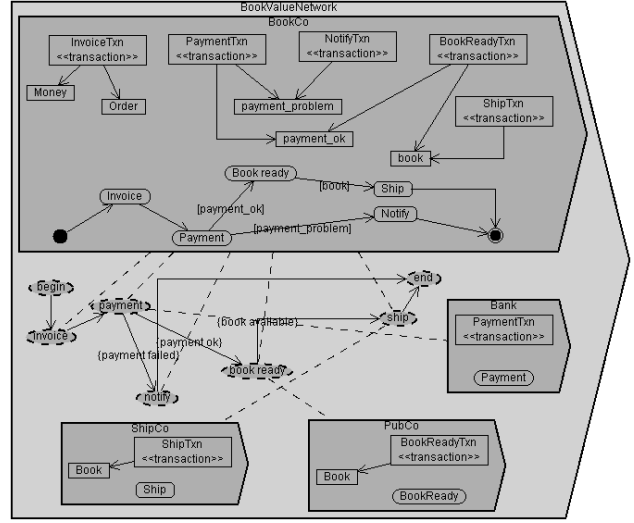 BookValueNetwork
BookCo
InvoiceTxn
<<transaction>>
PaymentTxn
<<transaction>>
NotifyTxn
<<transaction>>
BookReadyTxn
<<transaction>>
Money
Order
payment_problem
ShipTxn
<<transaction>>
payment_ok
book
Book ready
[book]
Ship
Invoice
[payment_ok]
Notify
Payment
[payment_problem]
begin
payment
end
invoice
{book available}
ship
Bank
PaymentTxn
<<transaction>>
{payment ok}
{payment failed}
book ready
Payment
notify
ShipCo
ShipTxn
<<transaction>>
Book
Ship
PubCo
BookReadyTxn
<<transaction>>
Book
BookReady